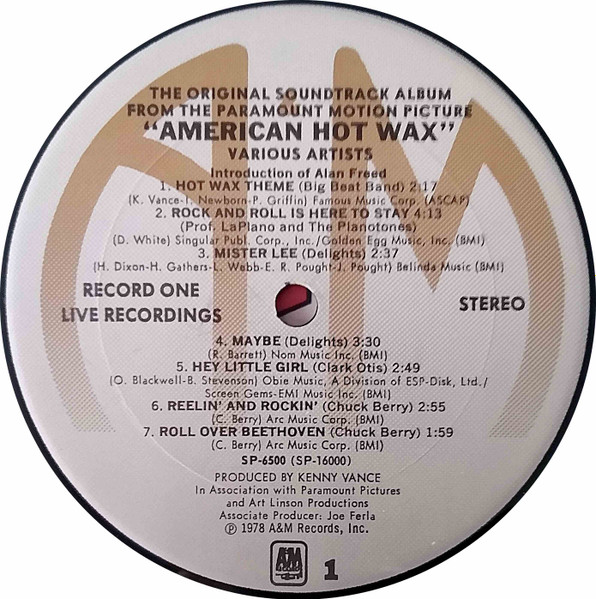 THE ORIGINAL SOUNDTRACK ALBUM
FROM THE PARAMOUNT MOTION PICTURE
"AMERICAN HOT WAX"
VARIOUS ARTISTS
Introduction of Alan Freed
1. HOT WAX THEME (Big Beat Band) 2:17
(K. Vance-I. Newborn-P. Griffin) Famous Music Corp. (ASCAP)
2. ROCK AND ROLL IS HERE TO STAY 4:13
(Prof. LaPlano and The Planotones)
(D. White) Singular Publ. Corp., Inc./Golden Egg Music, Inc. (BMI)
3. MISTER LEE (Delights) 2:37
(H. Dixon-H. Gathers-L. Webb-E. R. Pought-J. Pought) Belinda Music (BMI)
RECORD ONE
LIVE RECORDINGS
STEREO
4. MAYBE (Delights) 3:30
(R. Barrett) Nom Music Inc. (BMI)
5. HEY LITTLE GIRL (Clark Otis) 2:49
(O. Blackwell-B. Stevenson) Obie Music, A Division of ESP-Disk, Ltd./
Screen Gems-EMI Music Inc. (BMI)
6. REELIN' AND ROCKIN' (Chuck Berry) 2:55
(C. Berry) Arc Music Corp. (BMI)
7. ROLL OVER BEETHOVEN (Chuck Berry) 1:59
(C. Berry) Arc Music Corp. (BMI)
SP-6500 (SP-16000)
PRODUCED BY KENNY VANCE
In Association with Paramount Pictures
and Art Linson Productions
Associate Producer: Joe Ferla
℗ 1978 A&M Records, Inc.
A&M
RECORDS
1